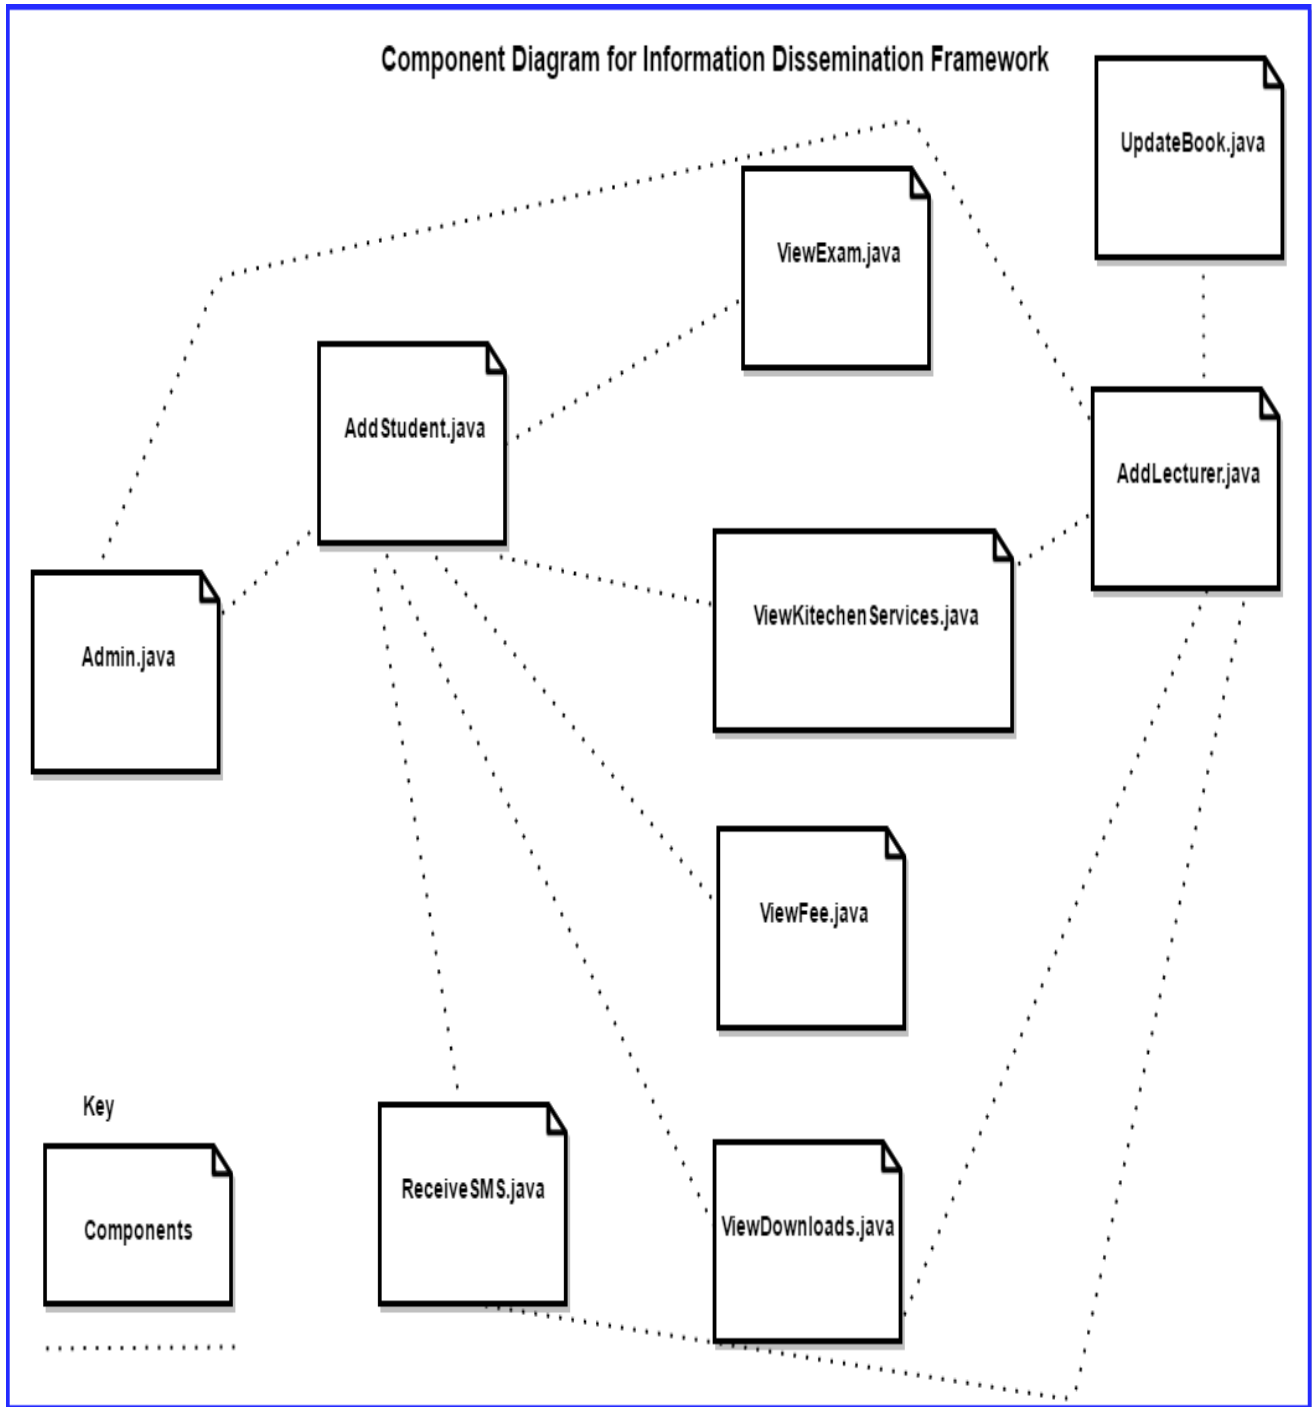 Component Diagram for Information Dissemination Framework
UpdateBook.java
ViewExam.java
AddStudent.java
AddLecturer.java
ViewKitechenServices.java
Admin.java
ViewFee.java
Key
Components
ReceiveSMS.java
ViewDownloads.java